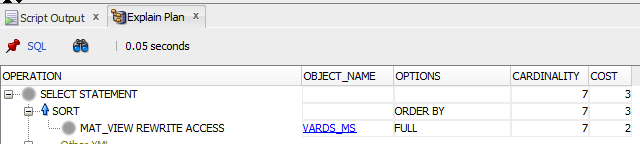 Script Output x Explain Plan x
SQL 0.05 seconds
OPERATION OBJECT_NAME OPTIONS CARDINALITY COST
SELECT STATEMENT 7 3
SORT ORDER BY 7 3
MAT_VIEW REWRITE ACCESS VARDS_MS FULL 7 2
Other XML